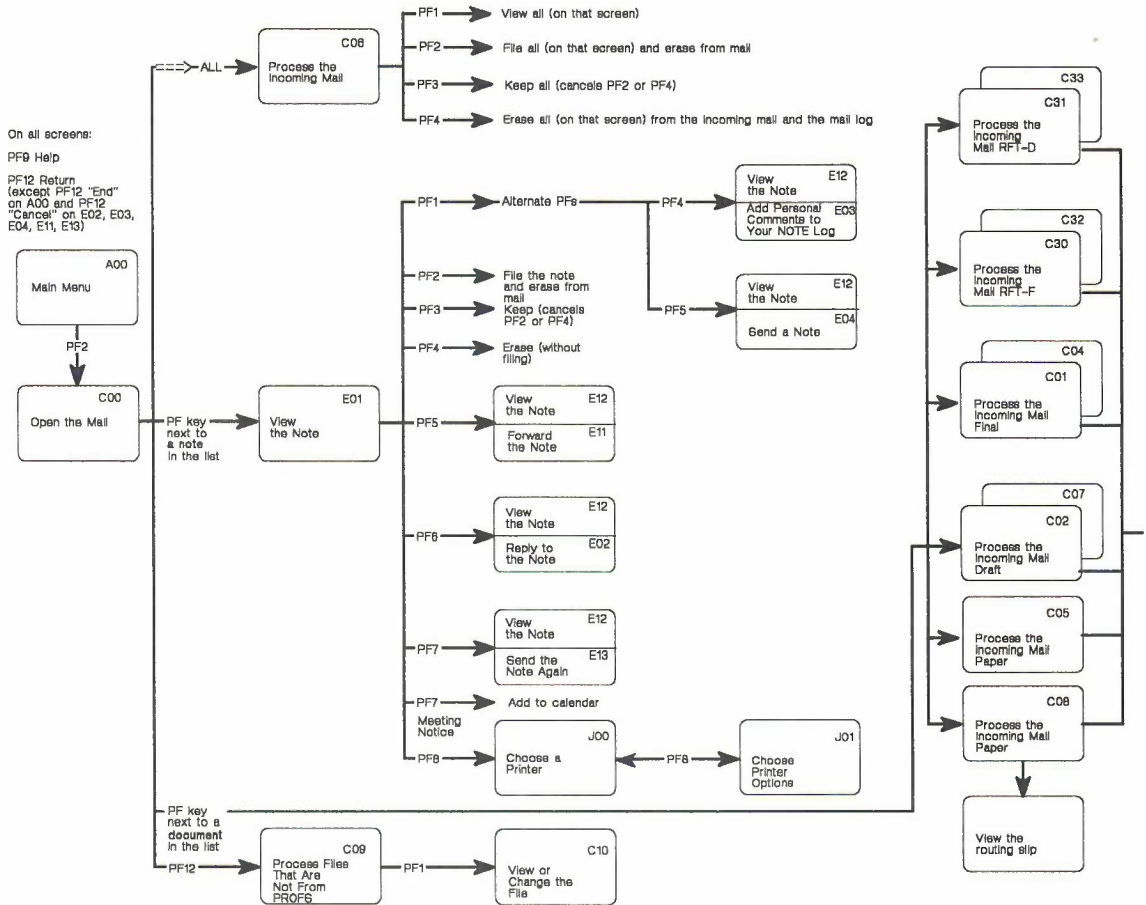 PF1
View all (on that screen)
C06
Process the
Incoming Mail
ALL
PF2
File all (on that screen) and erase from mail
PF3
Keep all (cancels PF2 or PF4)
PF4
Erase all (on that screen) from the incoming mail and the mail log
On all screens:
PF9 Help
PF12 Return
(except PF12 "End"
on A00 and PF12
"Cancel" on E02, E03,
E04, E11, E13)
A00
Main Menu
PF2
C00
Open the Mail
PF key
next to
a note
in the list
E01
View
the Note
PF1
Alternate PFs
PF4
View
the Note
E12
Add Personal
Comments to
Your NOTE Log
E03
PF5
View
the Note
E12
Send a Note
E04
PF2
File the note
and erase from
mail
PF3
Keep (cancels
PF2 or PF4)
PF4
Erase (without
filing)
PF5
View
the Note
E12
Forward
the Note
E11
PF6
View
the Note
E12
Reply to
the Note
E02
PF7
View
the Note
E12
Send the
Note Again
E13
PF7
Add to calendar
Meeting
Notice
PF8
J00
Choose a
Printer
PF8
J01
Choose
Printer
Options
PF key
next to a
document
in the list
PF12
C09
Process Files
That Are
Not From
PROFS
PF1
C10
View or
Change the
File
C33
C31
Process the
Incoming
Mail RFT-D
C32
C30
Process the
Incoming
Mail RFT-F
C04
C01
Process the
Incoming Mail
Final
C07
C02
Process the
Incoming Mail
Draft
C05
Process the
Incoming Mail
Paper
C08
Process the
Incoming Mail
Paper
View the
routing slip